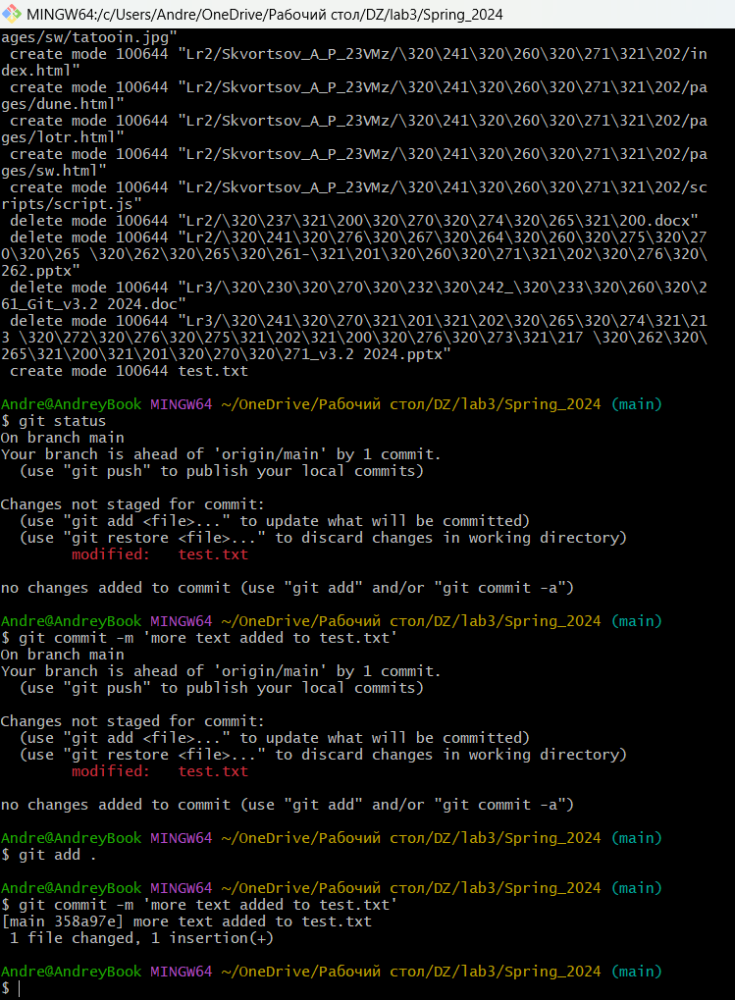 MINGW64:/c/Users/Andre/OneDrive/Рабочий стол/DZ/lab3/Spring_2024
ages/sw/tatooin.jpg"
 create mode 100644 "Lr2/Skvortsov_A_P_23VMz/\320\241\320\260\320\271\321\202/in
dex.html"
 create mode 100644 "Lr2/Skvortsov_A_P_23VMz/\320\241\320\260\320\271\321\202/pa
ges/dune.html"
 create mode 100644 "Lr2/Skvortsov_A_P_23VMz/\320\241\320\260\320\271\321\202/pa
ges/lotr.html"
 create mode 100644 "Lr2/Skvortsov_A_P_23VMz/\320\241\320\260\320\271\321\202/pa
ges/sw.html"
 create mode 100644 "Lr2/Skvortsov_A_P_23VMz/\320\241\320\260\320\271\321\202/sc
ripts/script.js"
 delete mode 100644 "Lr2/\320\237\321\200\320\270\320\274\320\265\321\200.docx"
 delete mode 100644 "Lr2/\320\241\320\276\320\267\320\264\320\260\320\275\320\27
0\320\265 \320\262\320\265\320\261-\321\201\320\260\320\271\321\202\320\276\320\
262.pptx"
 delete mode 100644 "Lr3/\320\230\320\270\320\232\320\242_\320\233\320\260\320\2
61_Git_v3.2 2024.doc"
 delete mode 100644 "Lr3/\320\241\320\270\321\201\321\202\320\265\320\274\321\21
3 \320\272\320\276\320\275\321\202\321\200\320\276\320\273\321\217 \320\262\320\
265\321\200\321\201\320\270\320\271_v3.2 2024.pptx"
 create mode 100644 test.txt
Andre@AndreyBook MINGW64 ~/OneDrive/Рабочий стол/DZ/lab3/Spring_2024 (main)
$ git status
On branch main
Your branch is ahead of 'origin/main' by 1 commit.
  (use "git push" to publish your local commits)
Changes not staged for commit:
  (use "git add <file>..." to update what will be committed)
  (use "git restore <file>..." to discard changes in working directory)
        modified:   test.txt
no changes added to commit (use "git add" and/or "git commit -a")
Andre@AndreyBook MINGW64 ~/OneDrive/Рабочий стол/DZ/lab3/Spring_2024 (main)
$ git commit -m 'more text added to test.txt'
On branch main
Your branch is ahead of 'origin/main' by 1 commit.
  (use "git push" to publish your local commits)
Changes not staged for commit:
  (use "git add <file>..." to update what will be committed)
  (use "git restore <file>..." to discard changes in working directory)
        modified:   test.txt
no changes added to commit (use "git add" and/or "git commit -a")
Andre@AndreyBook MINGW64 ~/OneDrive/Рабочий стол/DZ/lab3/Spring_2024 (main)
$ git add .
Andre@AndreyBook MINGW64 ~/OneDrive/Рабочий стол/DZ/lab3/Spring_2024 (main)
$ git commit -m 'more text added to test.txt'
[main 358a97e] more text added to test.txt
 1 file changed, 1 insertion(+)
Andre@AndreyBook MINGW64 ~/OneDrive/Рабочий стол/DZ/lab3/Spring_2024 (main)
$